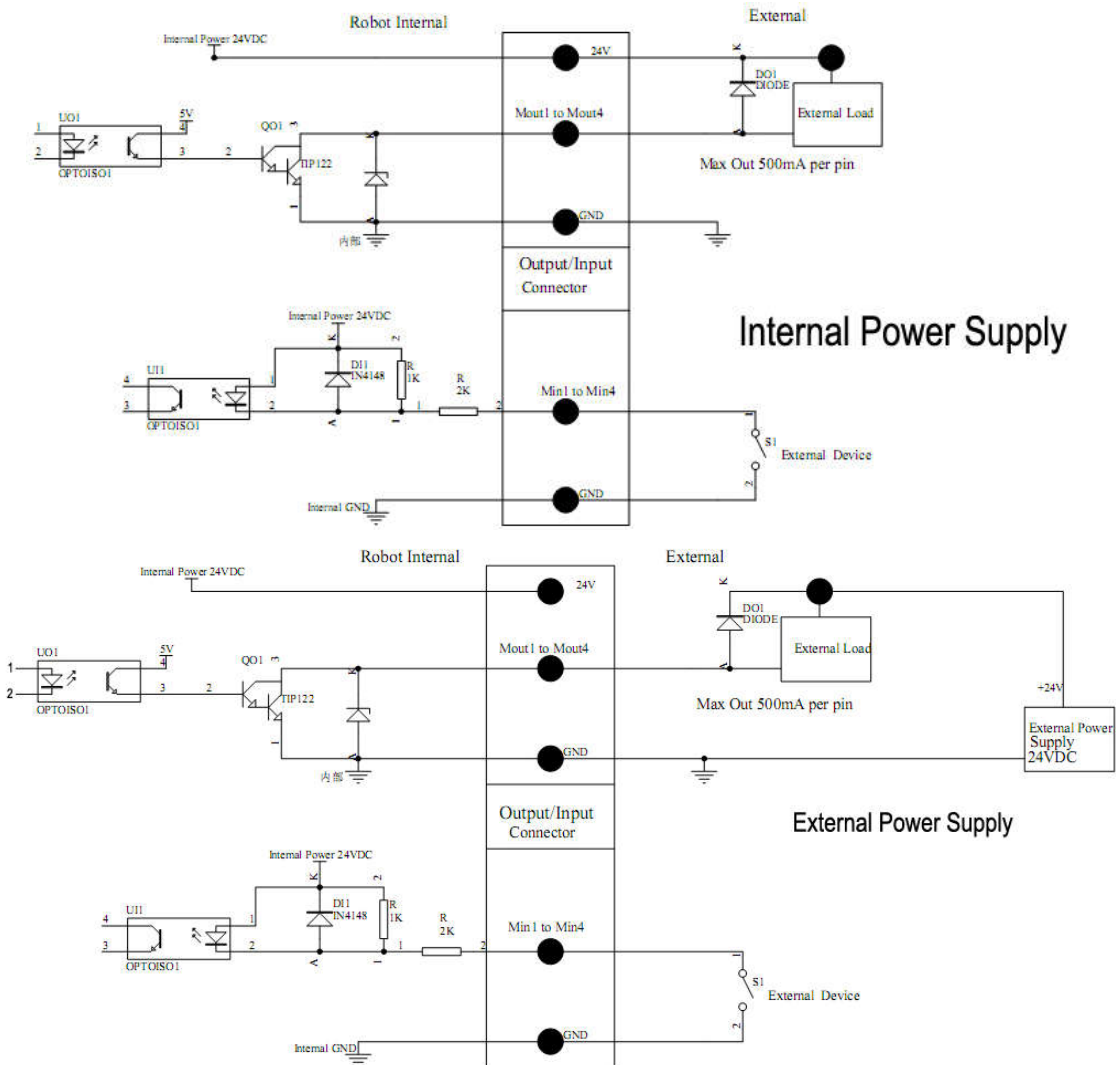 Robot Internal
External
Internal Power 24VDC
24V
K
DO1
DIODE
External Load
Mout1 to Mout4
A
Max Out 500mA per pin
UO1
5V
1
4
2
3
OPTOISO1
2
QO1
3
TIP122
1
K
A
内部
GND
Output/Input
Connector
Internal Power Supply
Internal Power 24VDC
K
2
UI1
DI1
IN4148
R
1K
R
2K
4
1
3
2
OPTOISO1
A
1
1
2
Min1 to Min4
1
S1
External Device
2
GND
Internal GND
Robot Internal
External
Internal Power 24VDC
24V
K
DO1
DIODE
External Load
Mout1 to Mout4
A
Max Out 500mA per pin
+24V
External Power
Supply
24VDC
UO1
5V
1
4
2
3
OPTOISO1
2
QO1
3
TIP122
1
K
A
内部
GND
Output/Input
Connector
External Power Supply
Internal Power 24VDC
K
2
UI1
DI1
IN4148
R
1K
R
2K
4
1
3
2
OPTOISO1
A
1
1
2
Min1 to Min4
1
S1
External Device
2
GND
Internal GND